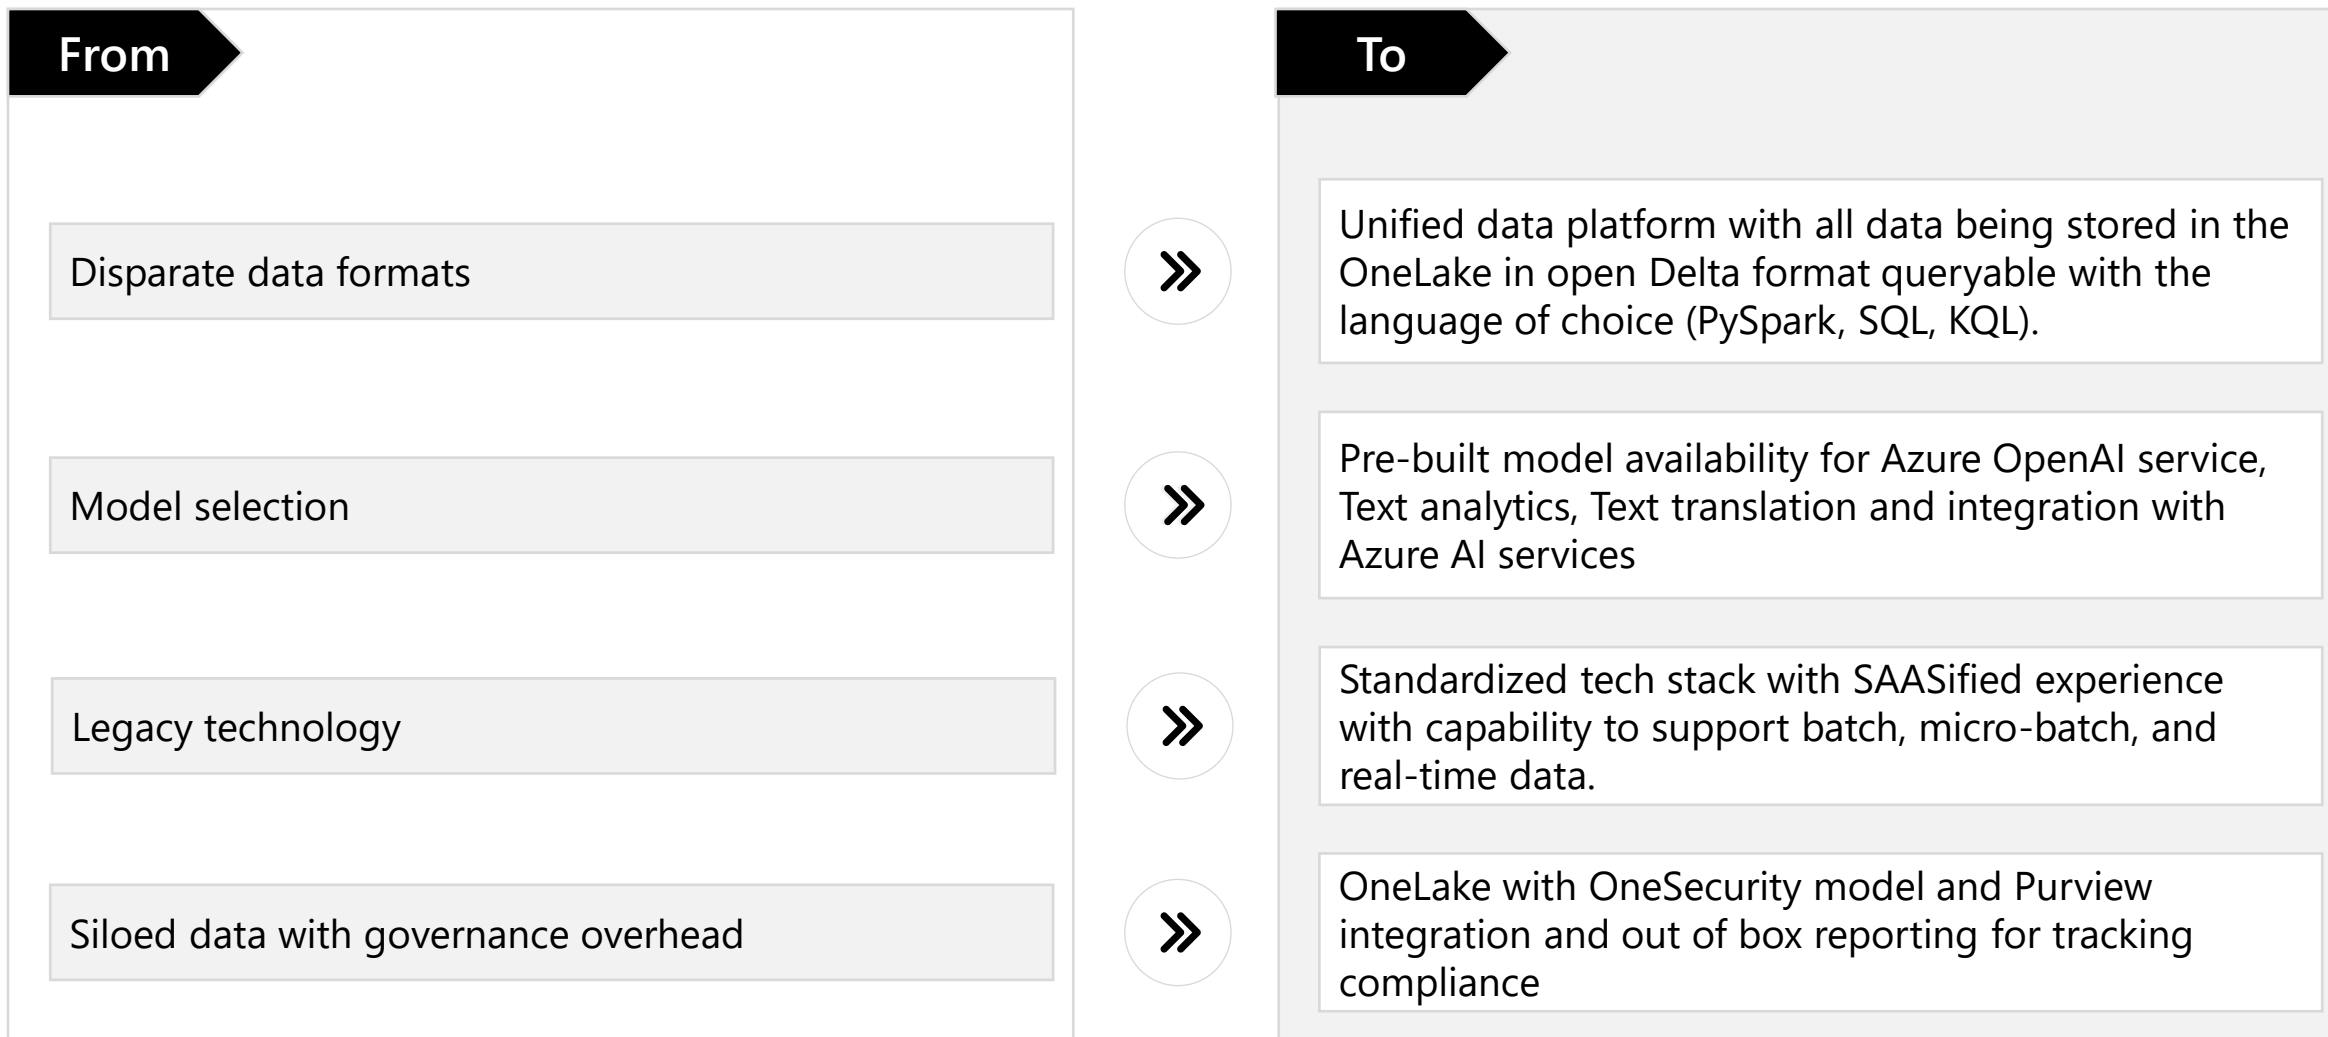 From
To
Disparate data formats
Unified data platform with all data being stored in the
OneLake in open Delta format queryable with the
language of choice (PySpark, SQL, KQL).
Model selection
Pre-built model availability for Azure OpenAI service,
Text analytics, Text translation and integration with
Azure AI services
Legacy technology
Standardized tech stack with SAASified experience
with capability to support batch, micro-batch, and
real-time data.
Siloed data with governance overhead
OneLake with OneSecurity model and Purview
integration and out of box reporting for tracking
compliance